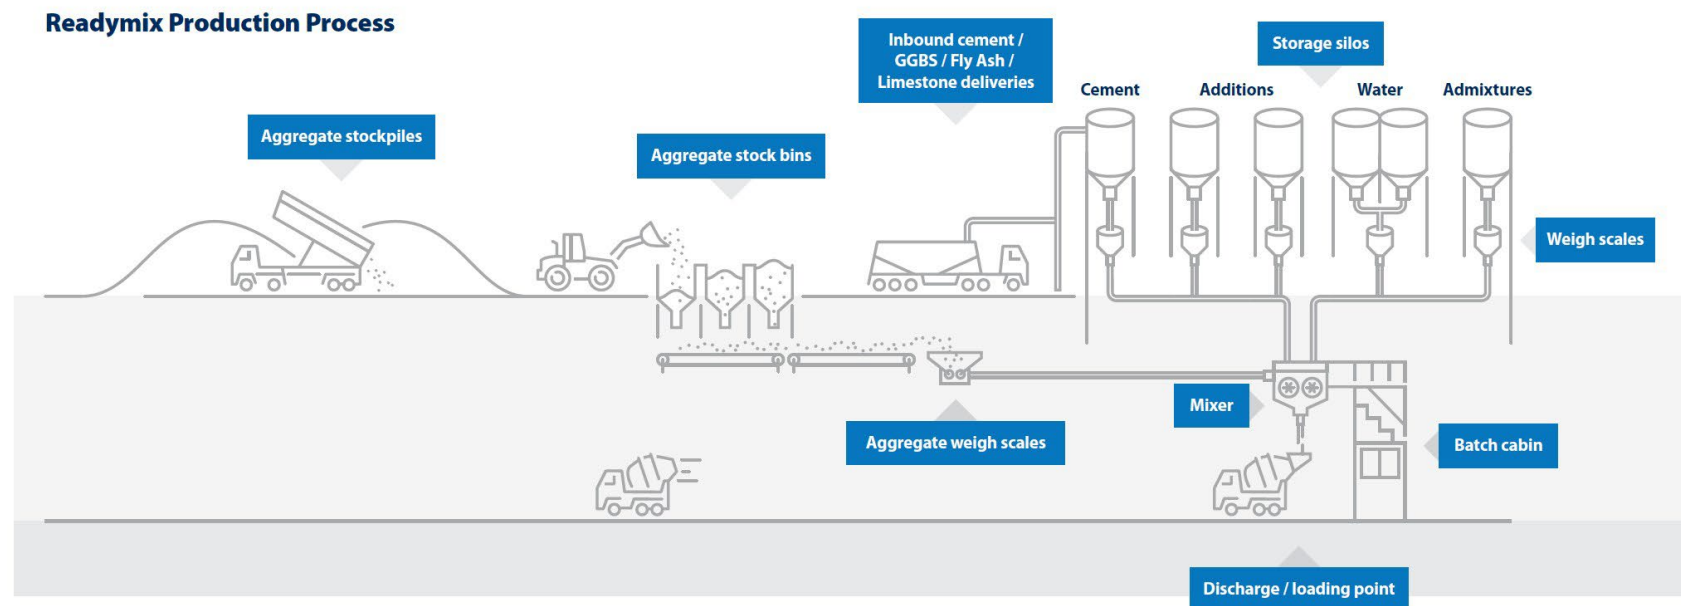 Readymix Production Process
Aggregate stockpiles
Aggregate stock bins
Inbound cement /
GGBS / Fly Ash /
Limestone deliveries
Storage silos
Cement
Additions
Water
Admixtures
Weigh scales
Aggregate weigh scales
Mixer
Batch cabin
Discharge / loading point